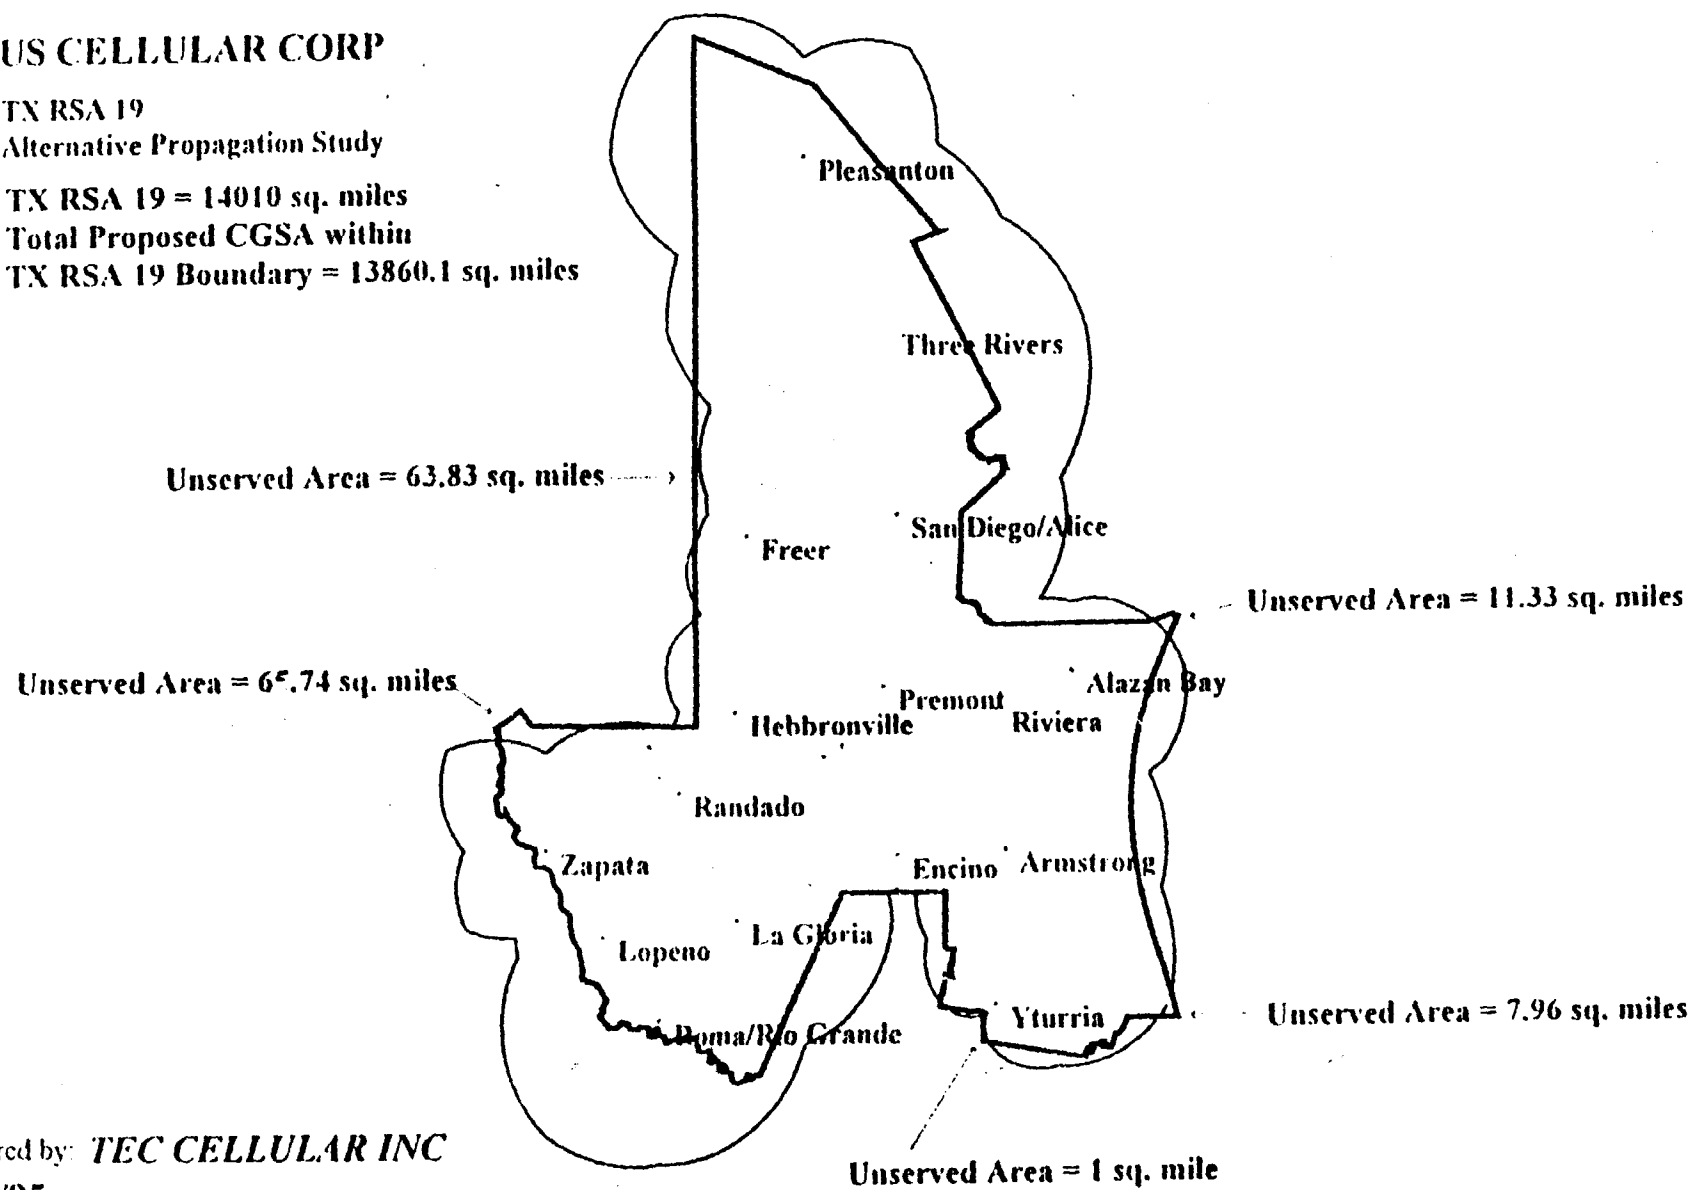 US CELLULAR CORP
TX RSA 19
Alternative Propagation Study
TX RSA 19 = 14010 sq. miles
Total Proposed CGSA within
TX RSA 19 Boundary = 13860.1 sq. miles
Pleasanton
Three Rivers
Unserved Area = 63.83 sq. miles
San Diego/Alice
Freer
Unserved Area = 11.33 sq. miles
Unserved Area = sq. miles
Alazan Bay
Premont
Hebbronville
Riviera
Randado
Zapata
Encino
Armstrong
La Gloria
Lopeno
Yturria
Unserved Area = 7.96 sq. miles
Roma/Rio Grande
by: TEC CELLULAR INC
Unserved Area = 1 sq. mile